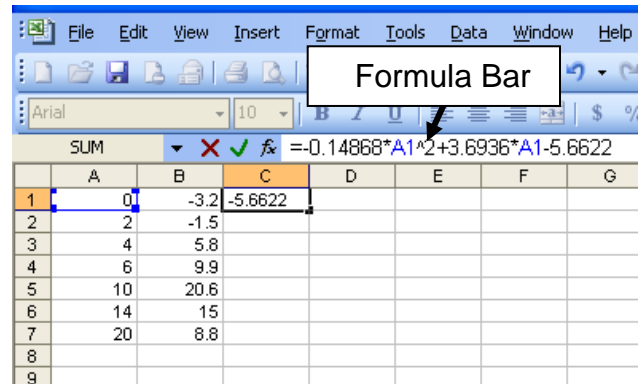 File Edit View Insert Format Tools Data Window Help
Formula Bar
Arial 10 B I U $ %
SUM fx =-0.14868*A1^2+3.6936*A1-5.6622
A B C D E F G
1 0 -3.2 -5.6622
2 2 -1.5
3 4 5.8
4 6 9.9
5 10 20.6
6 14 15
7 20 8.8
8
9